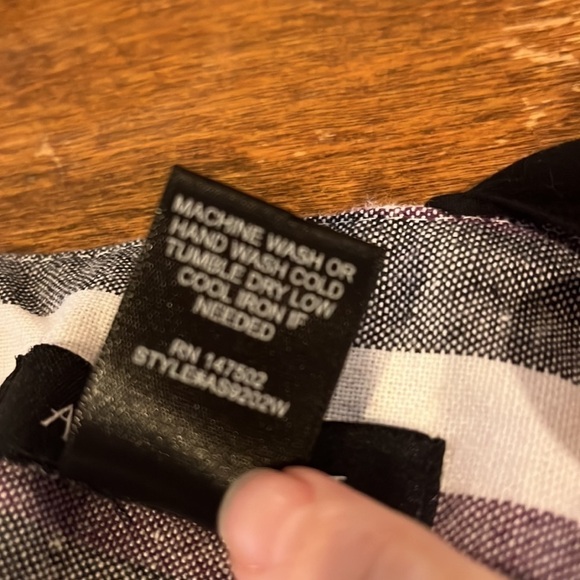 MACHINE WASH OR
HAND WASH COLD
TUMBLE DRY LOW
COOL IRON IF
NEEDED
RN 147502
STYLE#AS9202W
A